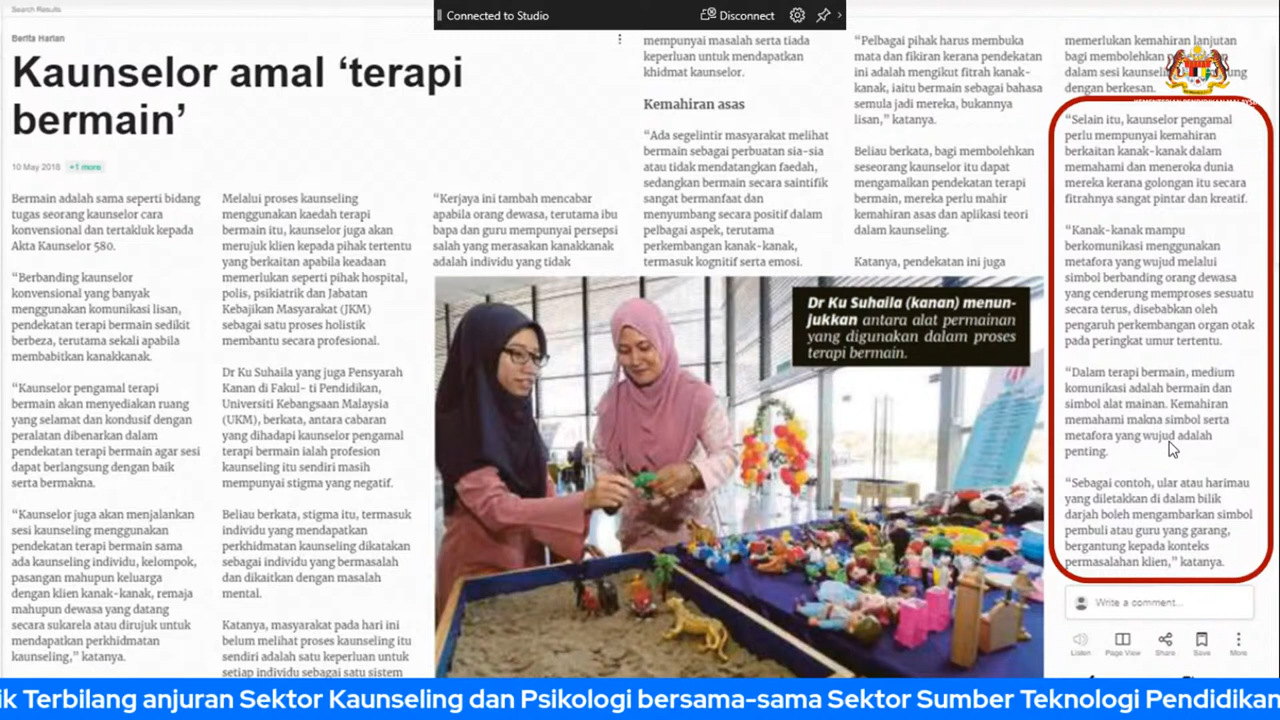 Search Results
Connected to Studio
Disconnect
Berita Harian
Kaunselor amal ‘terapi
bermain’
10 May 2018 +1 more
Bermain adalah sama seperti bidang
tugas seorang kaunselor cara
konvensional dan tertakluk kepada
Akta Kaunselor 580.
“Berbanding kaunselor
konvensional yang banyak
menggunakan komunikasi lisan,
pendekatan terapi bermain sedikit
berbeza, terutama sekali apabila
membabitkan kanakkanak.
“Kaunselor pengamal terapi
bermain akan menyediakan ruang
yang selamat dan kondusif dengan
peralatan dibenarkan dalam
pendekatan terapi bermain agar sesi
dapat berlangsung dengan baik
serta bermakna.
“Kaunselor juga akan menjalankan
sesi kaunseling menggunakan
pendekatan terapi bermain sama
ada kaunseling individu, kelompok,
pasangan mahupun keluarga
dengan klien kanak-kanak, remaja
mahupun dewasa yang datang
secara sukarela atau dirujuk untuk
mendapatkan perkhidmatan
kaunseling,” katanya.
Melalui proses kaunseling
menggunakan kaedah terapi
bermain itu, kaunselor juga akan
merujuk klien kepada pihak tertentu
yang berkaitan apabila keadaan
memerlukan seperti pihak hospital,
polis, psikiatrik dan Jabatan
Kebajikan Masyarakat (JKM)
sebagai satu proses holistik
membantu secara profesional.
Dr Ku Suhaila yang juga Pensyarah
Kanan di Fakul- ti Pendidikan,
Universiti Kebangsaan Malaysia
(UKM), berkata, antara cabaran
yang dihadapi kaunselor pengamal
terapi bermain ialah profesion
kaunseling itu sendiri masih
mempunyai stigma yang negatif.
Beliau berkata, stigma itu, termasuk
individu yang mendapatkan
perkhidmatan kaunseling dikatakan
sebagai individu yang bermasalah
dan dikaitkan dengan masalah
mental.
Katanya, masyarakat pada hari ini
belum melihat proses kaunseling itu
sendiri adalah satu keperluan untuk
setiap individu sebagai satu sistem
“Kerjaya ini tambah mencabar
apabila orang dewasa, terutama ibu
bapa dan guru mempunyai persepsi
salah yang merasakan kanakkanak
adalah individu yang tidak
mempunyai masalah serta tiada
keperluan untuk mendapatkan
khidmat kaunselor.
Kemahiran asas
“Ada segelintir masyarakat melihat
bermain sebagai perbuatan sia-sia
atau tidak mendatangkan faedah,
sedangkan bermain secara saintifik
sangat bermanfaat dan
menyumbang secara positif dalam
pelbagai aspek, terutama
perkembangan kanak-kanak,
termasuk kognitif serta emosi.
“Pelbagai pihak harus membuka
mata dan fikiran kerana pendekatan
ini adalah mengikut fitrah kanak-
kanak, iaitu bermain sebagai bahasa
semula jadi mereka, bukannya
lisan,” katanya.
Beliau berkata, bagi membolehkan
seseorang kaunselor itu dapat
mengamalkan pendekatan terapi
bermain, mereka perlu mahir
kemahiran asas dan aplikasi teori
dalam kaunseling.
Katanya, pendekatan ini juga
Dr Ku Suhaila (kanan) menun-
jukkan antara alat permainan
yang digunakan dalam proses
terapi bermain.
memerlukan kemahiran lanjutan
bagi membolehkan
dalam sesi
dengan berkesan.
KEMENTERIAN PENDIDIKAN MALAYSIA
“Selain itu, kaunselor pengamal
perlu mempunyai kemahiran
berkaitan kanak-kanak dalam
memahami dan meneroka dunia
mereka kerana golongan itu secara
fitrahnya sangat pintar dan kreatif.
“Kanak-kanak mampu
berkomunikasi menggunakan
metafora yang wujud melalui
simbol berbanding orang dewasa
yang cenderung memproses sesuatu
secara terus, disebabkan oleh
pengaruh perkembangan organ otak
pada peringkat umur tertentu.
“Dalam terapi bermain, medium
komunikasi adalah bermain dan
simbol alat mainan. Kemahiran
memahami makna simbol serta
metafora yang wujud adalah
penting.
“Sebagai contoh, ular atau harimau
yang diletakkan di dalam bilik
darjah boleh mengambarkan simbol
pembuli atau guru yang garang,
bergantung kepada konteks
permasalahan klien,” katanya.
Write a comment...
Listen
Page View
Share
Save
More
ik Terbilang anjuran Sektor Kaunseling dan Psikologi bersama-sama Sektor Sumber Teknologi Pendidikan